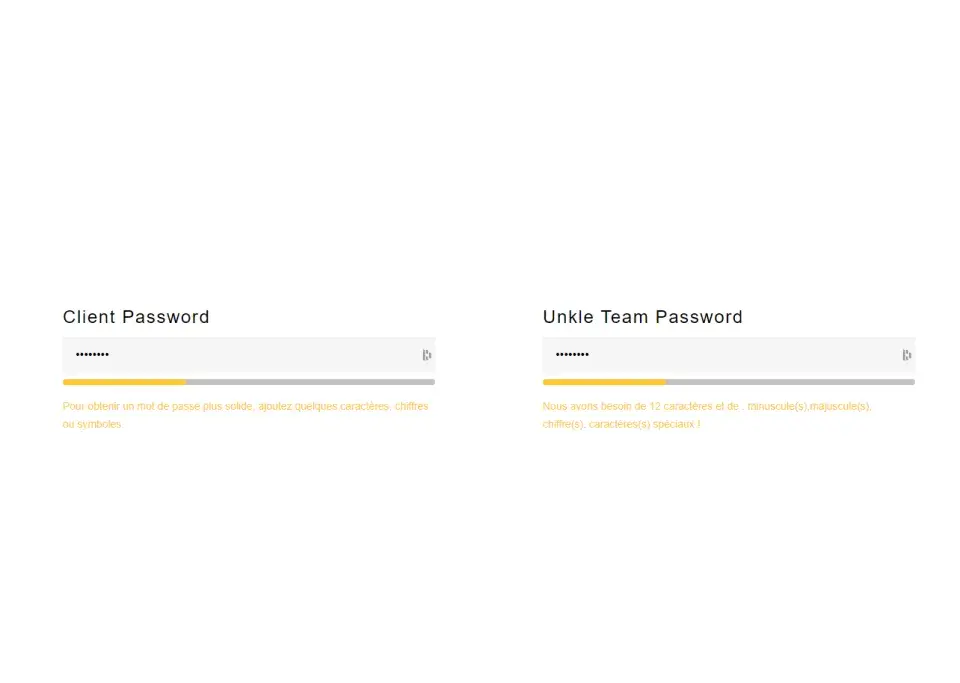 Client Password
••••••••
Pour obtenir un mot de passe plus solide, ajoutez quelques caractères, chiffres
ou symboles
Unkle Team Password
••••••••
Nous avons besoin de 12 caractères et de : minuscule(s),majuscule(s),
chiffre(s), caractères(s) spéciaux !